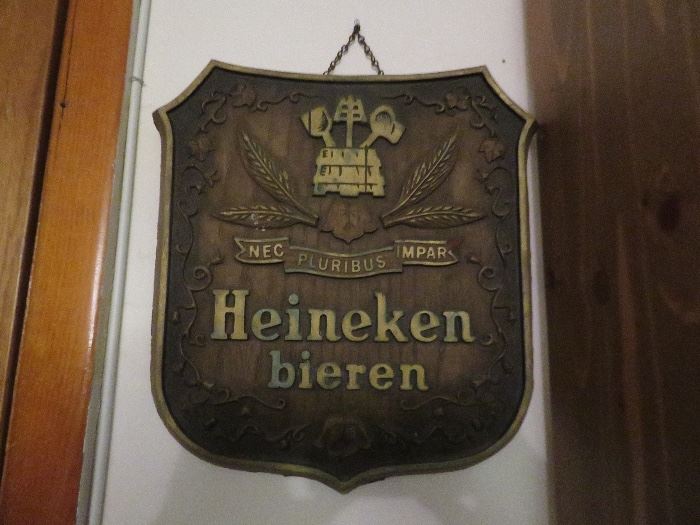 NEC PLURIBUS IMPAR
Heineken
bieren